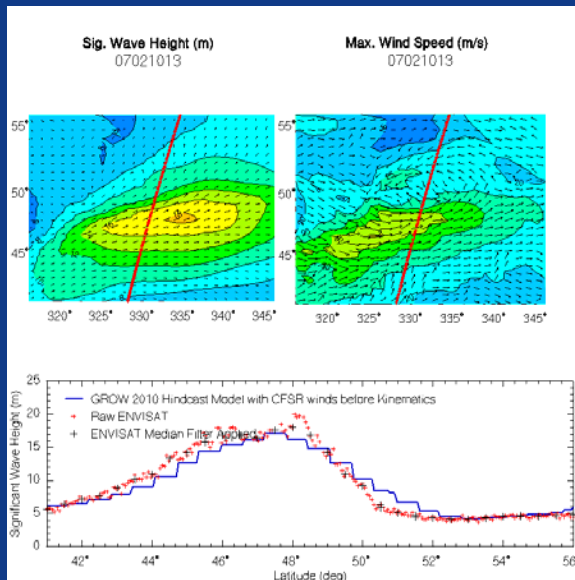 Sig. Wave Height (m)
07021013
Max. Wind Speed (m/s)
07021013
55°
50°
45°
320° 330° 335° 340° 345°
55°
50°
45°
320° 330° 335° 340° 345°
Significant Wave Height (m)
25
20
15
10
5
0
GROW 2010 Hindcast Model with CFSR winds before Kinematics
Raw ENVISAT
ENVISAT Median Filter Applied
42° 44° 46° 48° 50° 52° 54° 56
Latitude (deg)